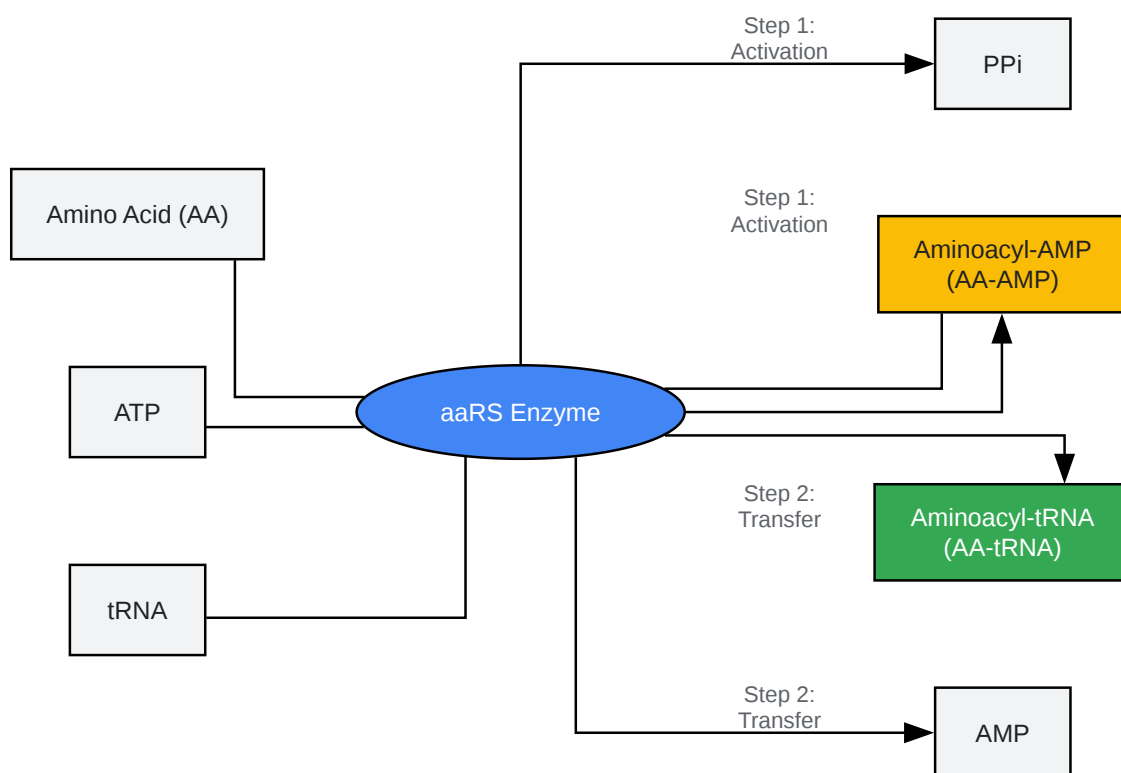 Step 1:
Activation
PPi
Amino Acid (AA)
Step 1:
Activation
Aminoacyl-AMP
(AA-AMP)
ATP
aaRS Enzyme
Step 2:
Transfer
Aminoacyl-tRNA
(AA-tRNA)
tRNA
Step 2:
Transfer
AMP